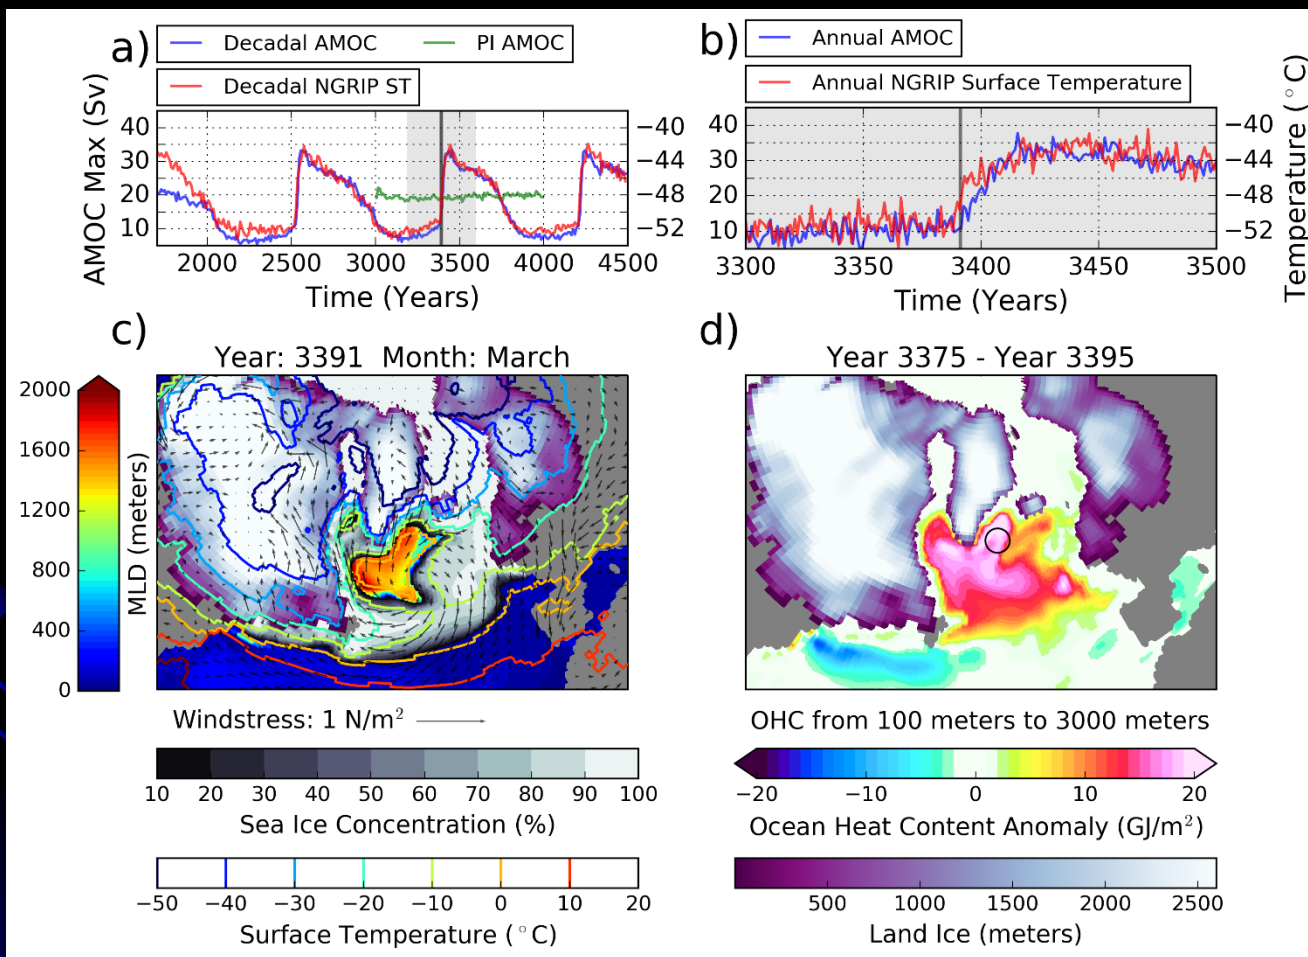 a)
Decadal AMOC
PI AMOC
Decadal NGRIP ST
AMOC Max (Sv)
40
30
20
10
−40
−44
−48
−52
2000 2500 3000 3500 4000 4500
Time (Years)
b)
Annual AMOC
Annual NGRIP Surface Temperature
40
30
20
10
−40
−44
−48
−52
Temperature (°C)
3300 3350 3400 3450 3500
Time (Years)
c)
Year: 3391 Month: March
MLD (meters)
2000
1600
1200
800
400
0
Windstress: 1 N/m²
10 20 30 40 50 60 70 80 90 100
Sea Ice Concentration (%)
−50 −40 −30 −20 −10 0 10 20
Surface Temperature (°C)
d)
Year 3375 - Year 3395
OHC from 100 meters to 3000 meters
−20 −10 0 10 20
Ocean Heat Content Anomaly (GJ/m²)
500 1000 1500 2000 2500
Land Ice (meters)